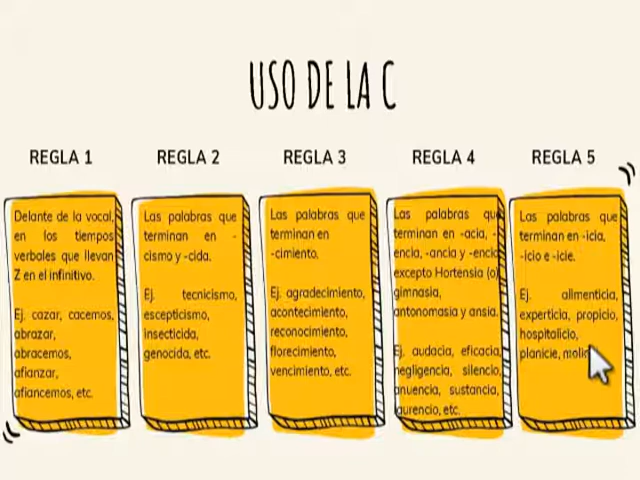 USO DE LA C
REGLA 1
Delante de la vocal,
en los tiempos
verbales que llevan
Z en el infinitivo.
Ej. cazar, cacemos,
abrazar,
abracemos,
afianzar,
afiancemos, etc.
REGLA 2
Las palabras que
terminan en -
cismo y -cida.
Ej. tecnicismo,
escepticismo,
insecticida,
genocida, etc.
REGLA 3
Las palabras que
terminan en
-cimiento.
Ej. agradecimiento,
acontecimiento,
reconocimiento,
florecimiento,
vencimiento, etc.
REGLA 4
Las palabras que
terminan en -acia, -
encia, -ancia y -encio
excepto Hortensia (o)
gimnasia,
antonomasia y ansia.
Ej. audacia, eficacia,
negligencia, silencio,
anuencia, sustancia,
aurencio, etc.
REGLA 5
Las palabras que
terminan en -icia,
-icio e -icie.
Ej. alimenticia,
experticia, propicio,
hospitalicio,
planicie,